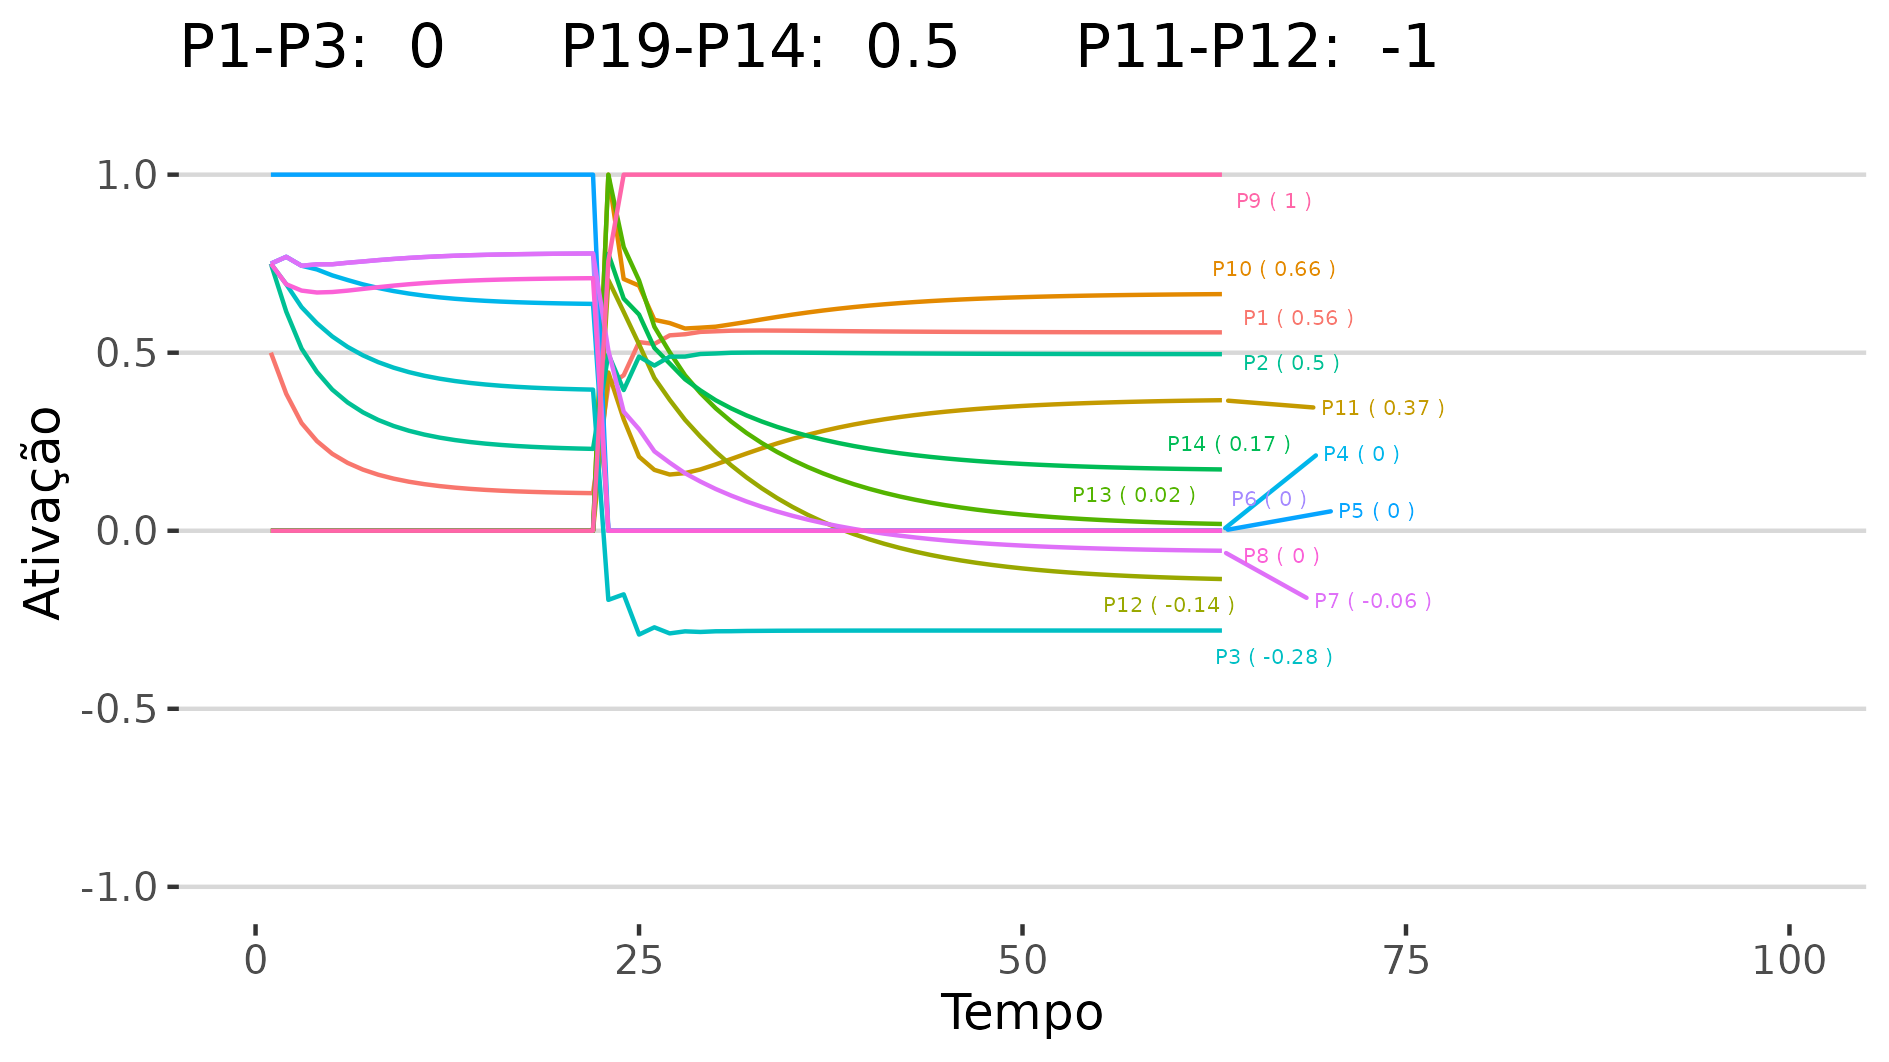 P1-P3: 0 P19-P14: 0.5 P11-P12: -1
Ativação
1.0
0.5
0.0
-0.5
-1.0
P9 ( 1 )
P10 ( 0.66 )
P1 ( 0.56 )
P2 ( 0.5 )
P11 ( 0.37 )
P14 ( 0.17 )
P4 ( 0 )
P13 ( 0.02 )
P6 ( 0 )
P5 ( 0 )
P8 ( 0 )
P12 ( -0.14 )
P7 ( -0.06 )
P3 ( -0.28 )
0 25 50 75 100
Tempo